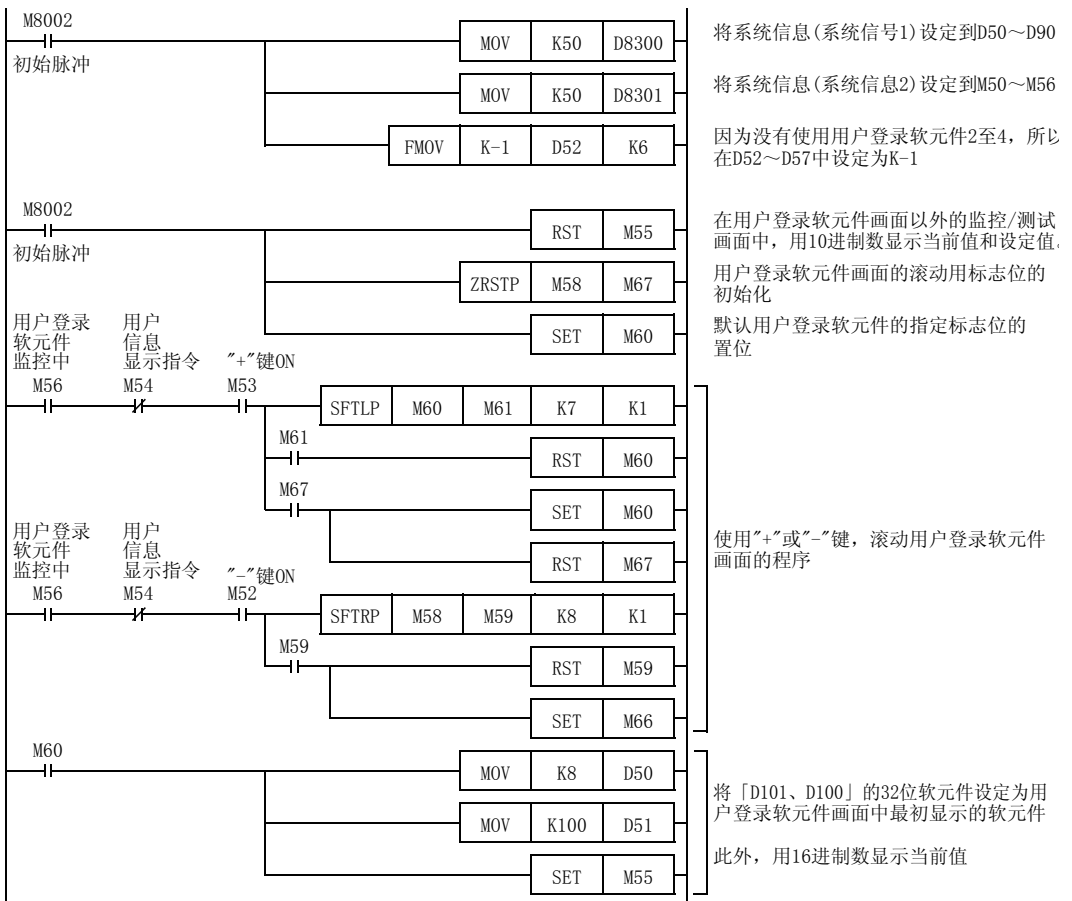 M8002
MOV K50 D8300
将系统信息(系统信号1)设定到D50～D90
初始脉冲
MOV K50 D8301
将系统信息(系统信息2)设定到M50～M56
FMOV K-1 D52 K6
因为没有使用用户登录软元件2至4，所以
在D52～D57中设定为K-1
M8002
RST M55
在用户登录软元件画面以外的监控/测试
画面中，用10进制数显示当前值和设定值。
初始脉冲
ZRSTP M58 M67
用户登录软元件画面的滚动用标志位的
初始化
SET M60
默认用户登录软元件的指定标志位的
置位
用户登录 用户
软元件 信息
监控中 显示指令 "+"键ON
M56 M54 M53
SFTLP M60 M61 K7 K1
M61
RST M60
M67
SET M60
RST M67
使用"+"或"-"键，滚动用户登录软元件
画面的程序
用户登录 用户
软元件 信息
监控中 显示指令 "-"键ON
M56 M54 M52
SFTRP M58 M59 K8 K1
M59
RST M59
SET M66
M60
MOV K8 D50
MOV K100 D51
将「D101、D100」的32位软元件设定为用
户登录软元件画面中最初显示的软元件
此外，用16进制数显示当前值
SET M55